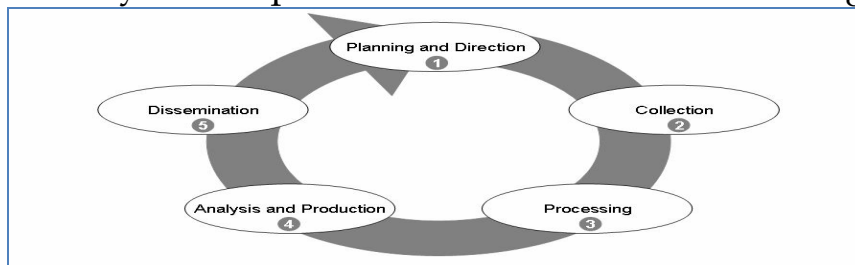 Planning and Direction
1
Collection
2
Processing
3
Analysis and Production
4
Dissemination
5